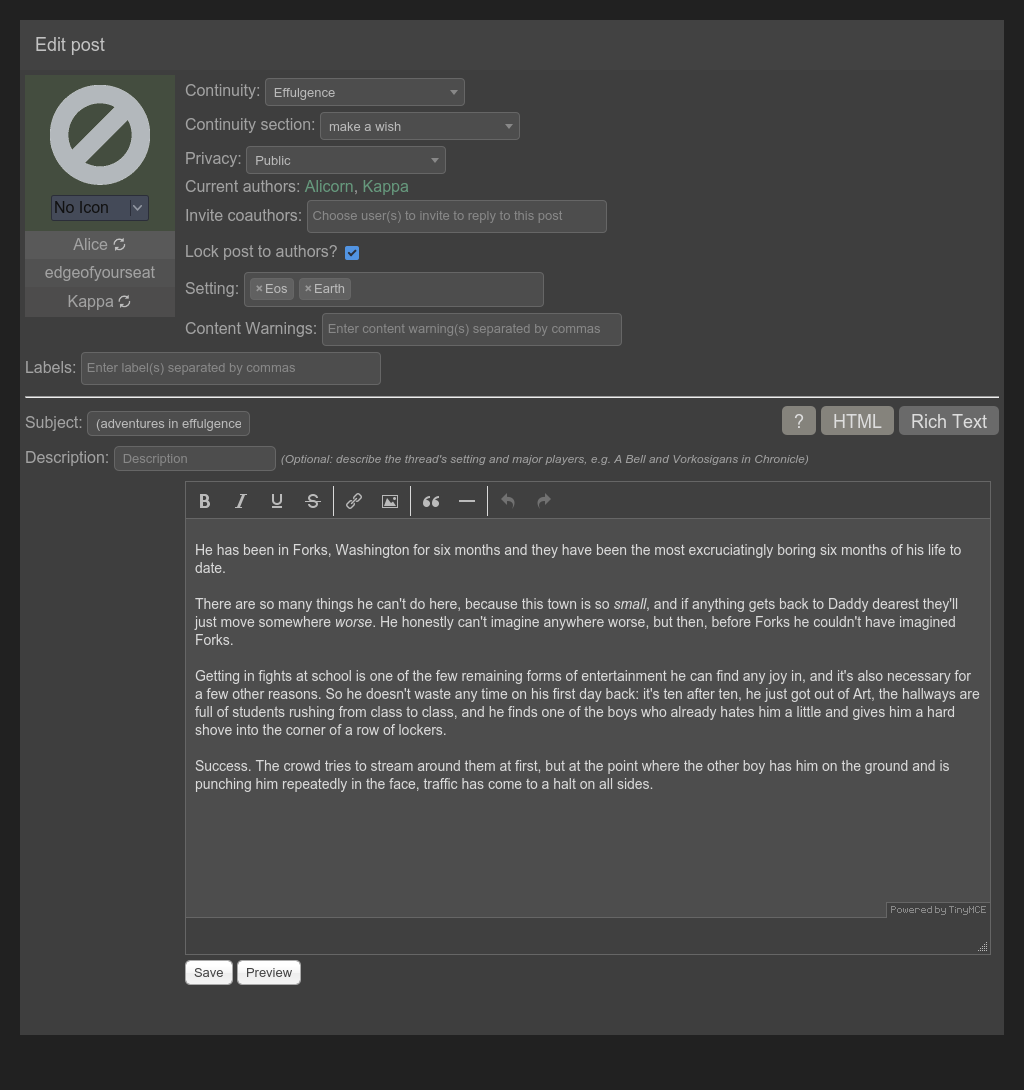 Edit post
No Icon
Alice
edgeofyourseat
Kappa
Continuity: Effulgence
Continuity section: make a wish
Privacy: Public
Current authors: Alicorn, Kappa
Invite coauthors: Choose user(s) to invite to reply to this post
Lock post to authors?
Setting: ×Eos ×Earth
Content Warnings: Enter content warning(s) separated by commas
Labels: Enter label(s) separated by commas
Subject: (adventures in effulgence
? HTML Rich Text
Description: Description (Optional: describe the thread's setting and major players, e.g. A Bell and Vorkosigans in Chronicle)
B I U S
He has been in Forks, Washington for six months and they have been the most excruciatingly boring six months of his life to
date.
There are so many things he can't do here, because this town is so small, and if anything gets back to Daddy dearest they'll
just move somewhere worse. He honestly can't imagine anywhere worse, but then, before Forks he couldn't have imagined
Forks.
Getting in fights at school is one of the few remaining forms of entertainment he can find any joy in, and it's also necessary for
a few other reasons. So he doesn't waste any time on his first day back: it's ten after ten, he just got out of Art, the hallways are
full of students rushing from class to class, and he finds one of the boys who already hates him a little and gives him a hard
shove into the corner of a row of lockers.
Success. The crowd tries to stream around them at first, but at the point where the other boy has him on the ground and is
punching him repeatedly in the face, traffic has come to a halt on all sides.
Powered by TinyMCE
Save Preview